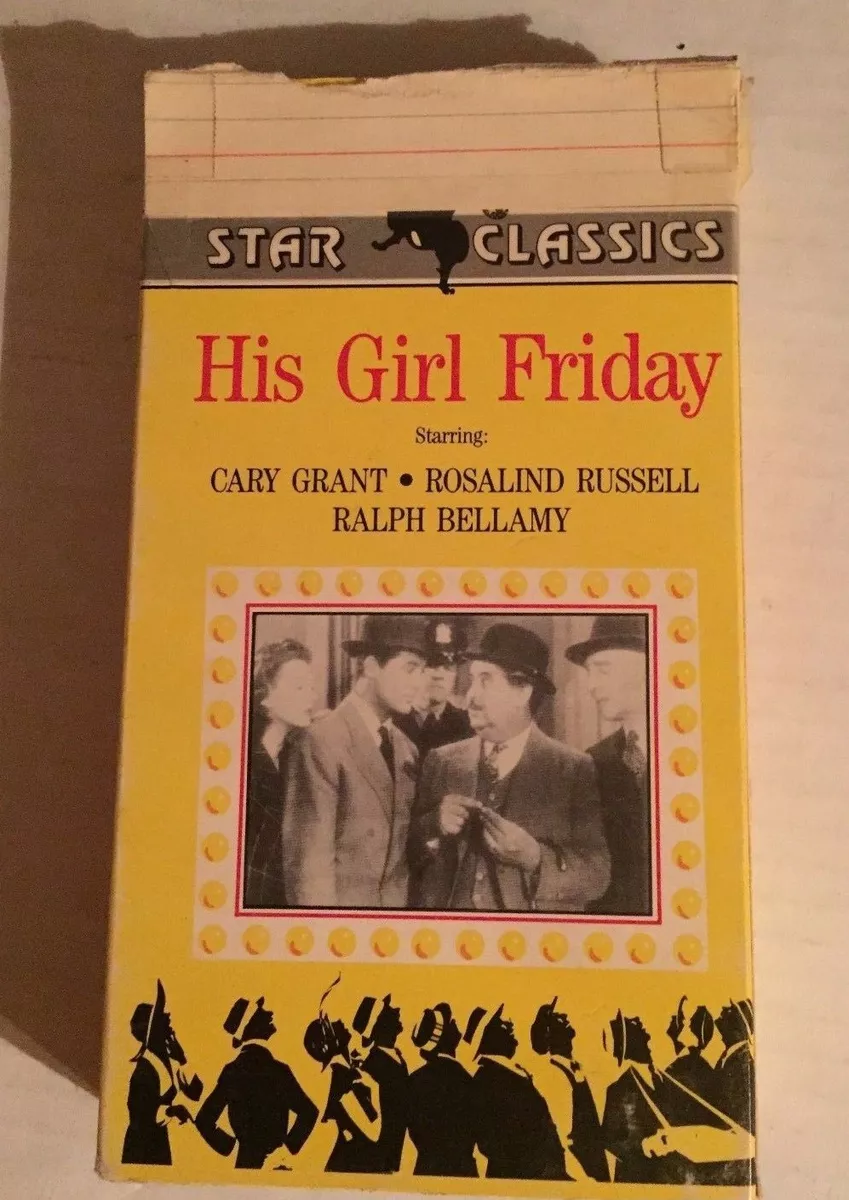 STAR CLASSICS
His Girl Friday
Starring:
CARY GRANT • ROSALIND RUSSELL
RALPH BELLAMY